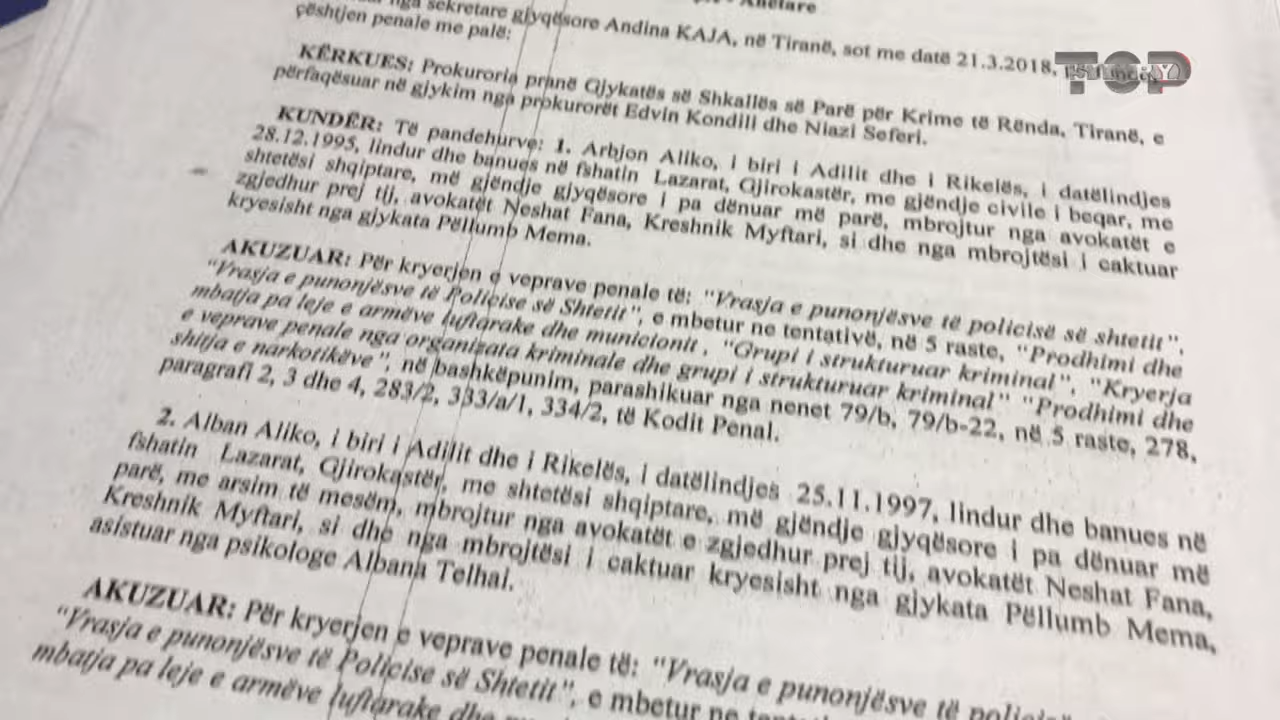 nga sekretare gjyqësore Andina KAJA, në Tiranë, sot me datë 21.3.2018,
çështjen penale me palë:
KËRKUES: Prokuroria pranë Gjykatës së Shkallës së Parë për Krime të Rënda, Tiranë, e
përfaqësuar në gjykim nga prokurorët Edvin Kondili dhe Niazi Seferi.
KUNDËR: Të pandehurve: 1. Arbjon Aliko, i biri i Adilit dhe i Rikelës, i datëlindjes
28.12.1995, lindur dhe banues në fshatin Lazarat, Gjirokastër, me gjëndje civile i beqar, me
shtetësi shqiptare, më gjëndje gjyqësore i pa dënuar më parë, mbrojtur nga avokatët e
zgjedhur prej tij, avokatët Neshat Fana, Kreshnik Myftari, si dhe nga mbrojtësi i caktuar
kryesisht nga gjykata Pëllumb Mema.
AKUZUAR: Për kryerjen e veprave penale të: "Vrasja e punonjësve të policisë së shtetit",
"Vrasja e punonjësve të Policise së Shtetit", e mbetur ne tentativë, në 5 raste, "Prodhimi dhe
mbatja pa leje e armëve luftarake dhe municionit, "Grupi i strukturuar kriminal", "Kryerja
e veprave penale nga organizata kriminale dhe grupi i strukturuar kriminal" "Prodhimi dhe
shitja e narkotikëve", në bashkëpunim, parashikuar nga nenet 79/b, 79/b-22, në 5 raste, 278,
paragrafi 2, 3 dhe 4, 283/2, 333/a/1, 334/2, të Kodit Penal.
2. Alban Aliko, i biri i Adilit dhe i Rikelës, i datëlindjes 25.11.1997, lindur dhe banues në
fshatin Lazarat, Gjirokastër, me shtetësi shqiptare, më gjëndje gjyqësore i pa dënuar më
parë, me arsim të mesëm, mbrojtur nga avokatët e zgjedhur prej tij, avokatët Neshat Fana,
Kreshnik Myftari, si dhe nga mbrojtësi i caktuar kryesisht nga gjykata Pëllumb Mema,
asistuar nga psikologe Albana Telhai.
AKUZUAR: Për kryerjen e veprave penale të: "Vrasja e punonjësve të
"Vrasja e punonjësve të Policise së Shtetit", e mbetur ne
mbatja pa leje e armëve luftarake dhe
TOP